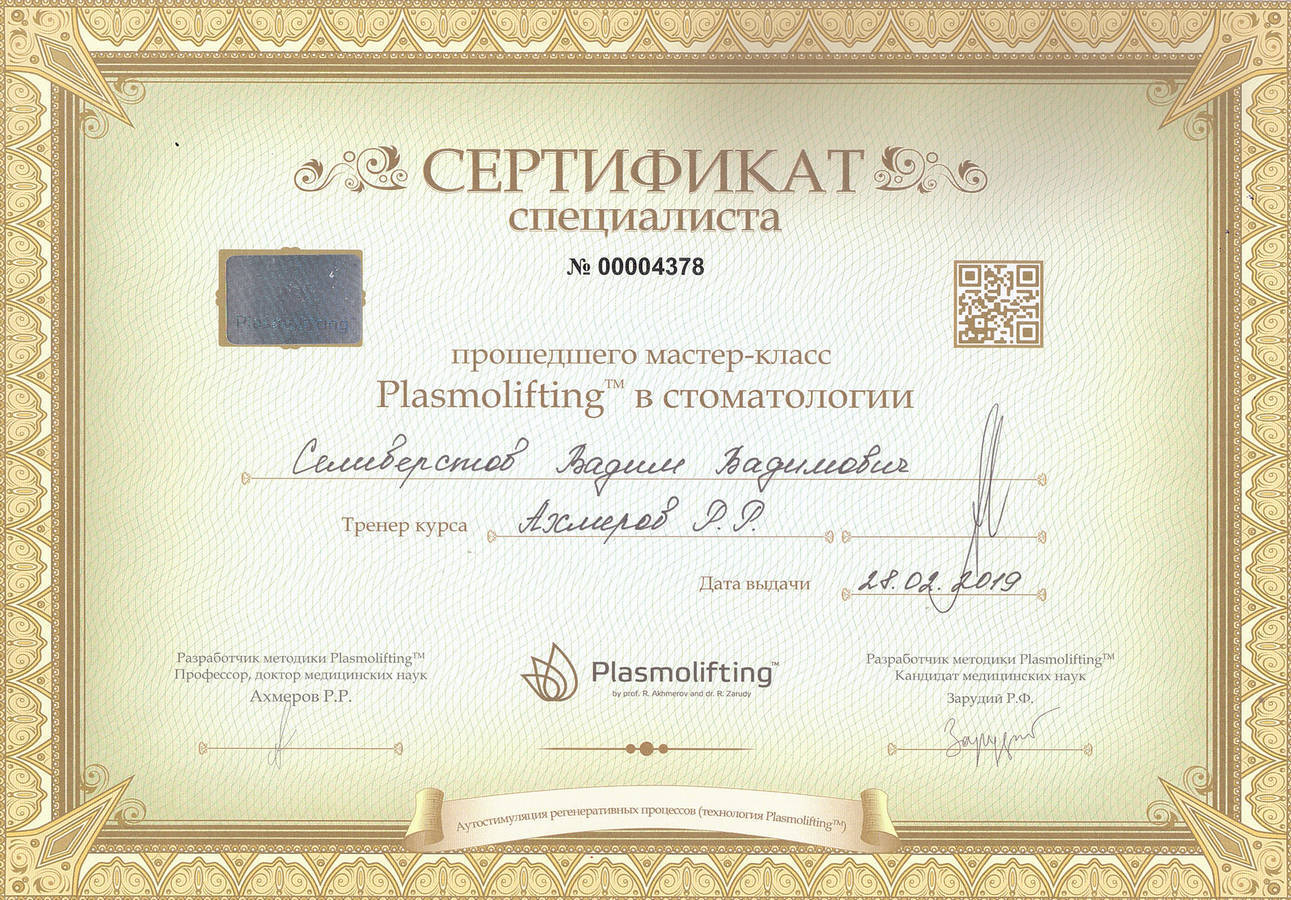 СЕРТИФИКАТ
специалиста
№ 00004378
Plasmolifting
прошедшего мастер-класс
Plasmolifting™ в стоматологии
Селиверстов Вадим Вадимович
Тренер курса Ахмеров Р.Р.
Дата выдачи 28.02.2019
Разработчик методики Plasmolifting™
Профессор, доктор медицинских наук
Ахмеров Р.Р.
Plasmolifting™
by prof. R. Akhmerov and dr. R. Zarudy
Разработчик методики Plasmolifting™
Кандидат медицинских наук
Зарудий Р.Ф.
Аутостимуляция регенеративных процессов (технология Plasmolifting™)